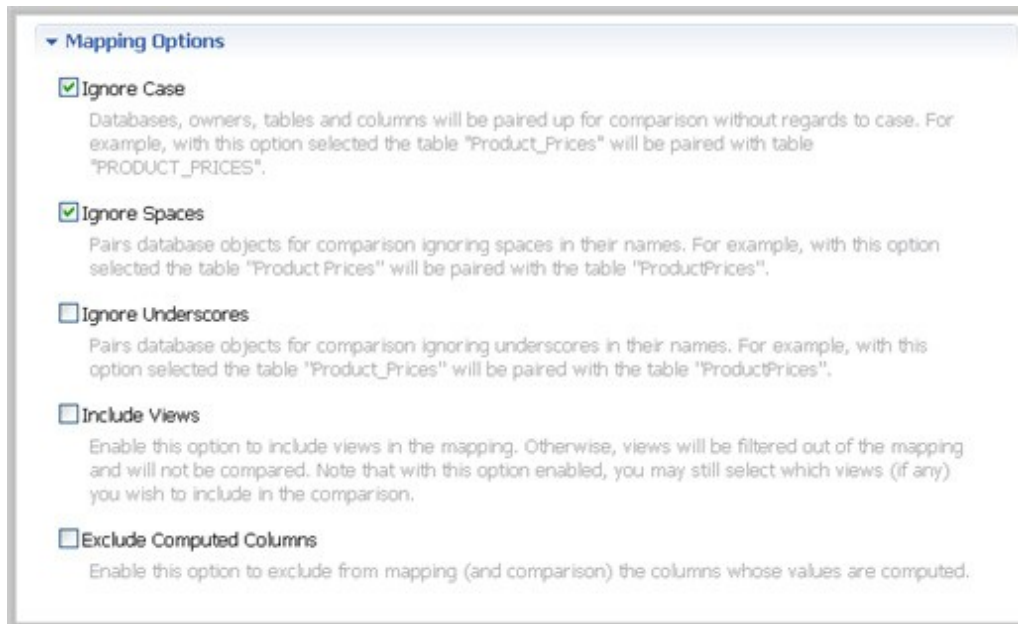 Mapping Options
Ignore Case
Databases, owners, tables and columns will be paired up for comparison without regards to case. For
example, with this option selected the table "Product_Prices" will be paired with table
"PRODUCT_PRICES".
Ignore Spaces
Pairs database objects for comparison ignoring spaces in their names. For example, with this option
selected the table "Product Prices" will be paired with the table "ProductPrices".
Ignore Underscores
Pairs database objects for comparison ignoring underscores in their names. For example, with this
option selected the table "Product_Prices" will be paired with the table "ProductPrices".
Include Views
Enable this option to include views in the mapping. Otherwise, views will be filtered out of the mapping
and will not be compared. Note that with this option enabled, you may still select which views (if any)
you wish to include in the comparison.
Exclude Computed Columns
Enable this option to exclude from mapping (and comparison) the columns whose values are computed.